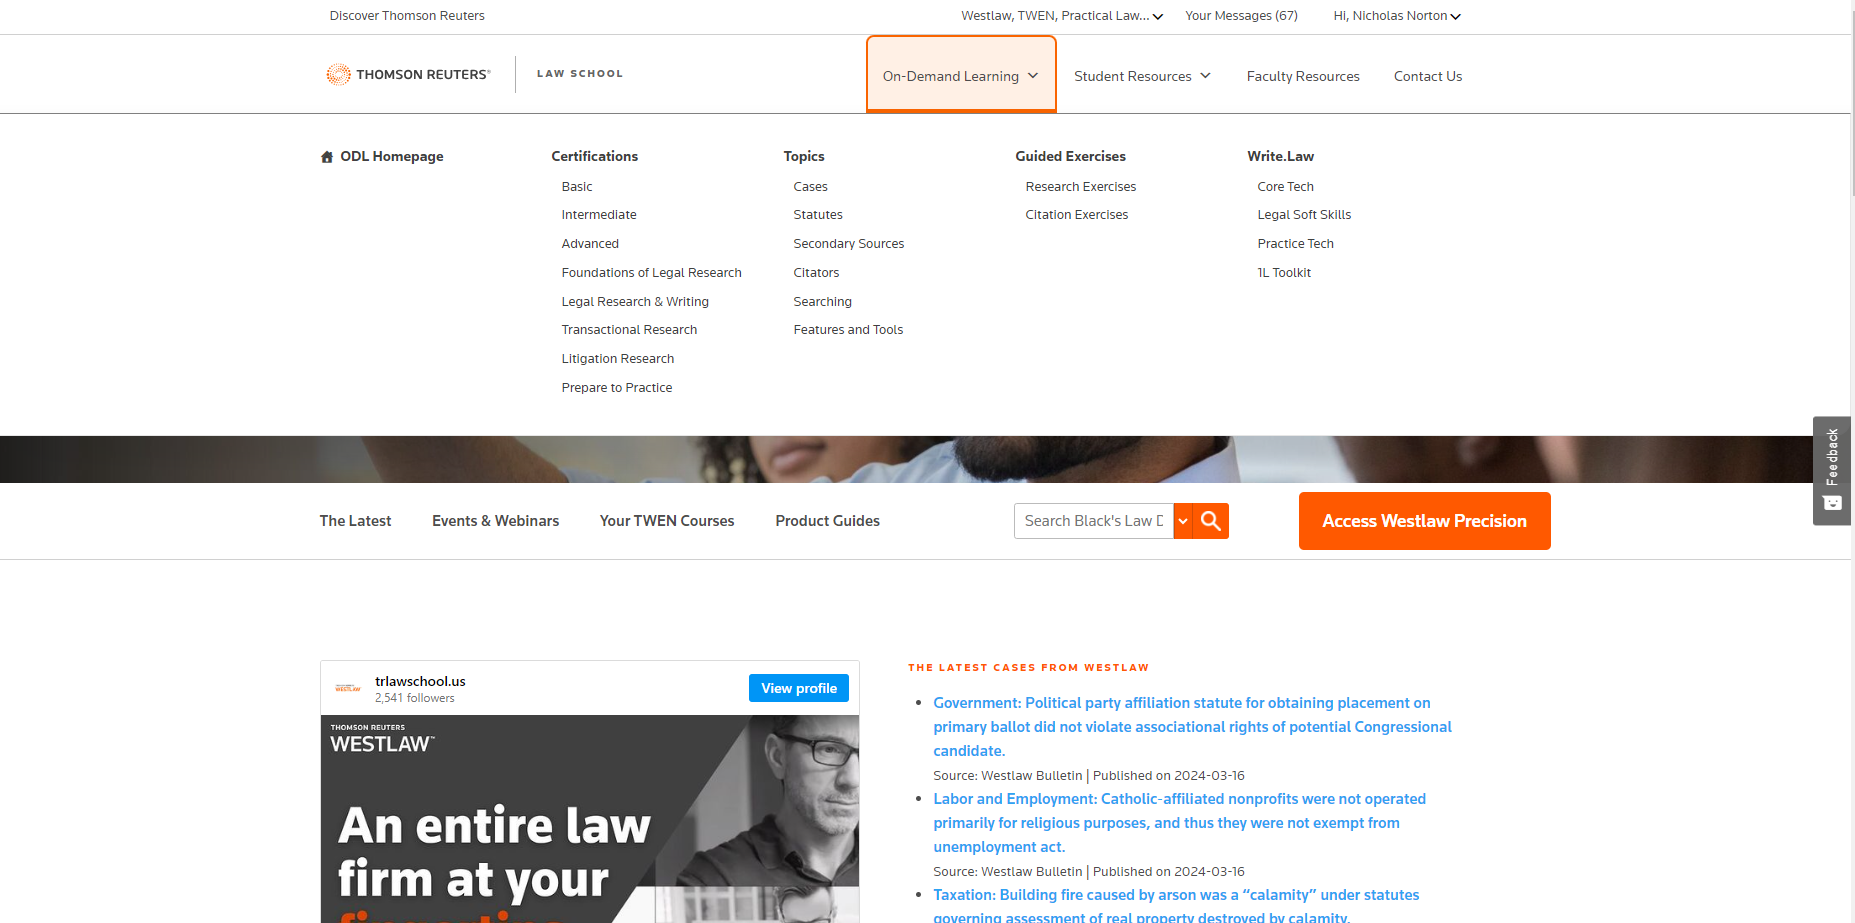 Discover Thomson Reuters
Westlaw, TWEN, Practical Law...
Your Messages (67)
Hi, Nicholas Norton
THOMSON REUTERS®
LAW SCHOOL
On-Demand Learning
Student Resources
Faculty Resources
Contact Us
ODL Homepage
Certifications
Basic
Intermediate
Advanced
Foundations of Legal Research
Legal Research & Writing
Transactional Research
Litigation Research
Prepare to Practice
Topics
Cases
Statutes
Secondary Sources
Citators
Searching
Features and Tools
Guided Exercises
Research Exercises
Citation Exercises
Write.Law
Core Tech
Legal Soft Skills
Practice Tech
1L Toolkit
Feedback
The Latest
Events & Webinars
Your TWEN Courses
Product Guides
Search Black's Law D
Access Westlaw Precision
WESTLAW
trlawschool.us
2,541 followers
View profile
THOMSON REUTERS
WESTLAW™
An entire law
firm at your
THE LATEST CASES FROM WESTLAW
Government: Political party affiliation statute for obtaining placement on
primary ballot did not violate associational rights of potential Congressional
candidate.
Source: Westlaw Bulletin | Published on 2024-03-16
Labor and Employment: Catholic-affiliated nonprofits were not operated
primarily for religious purposes, and thus they were not exempt from
unemployment act.
Source: Westlaw Bulletin | Published on 2024-03-16
Taxation: Building fire caused by arson was a “calamity” under statutes
governing assessment of real property destroyed by calamity.